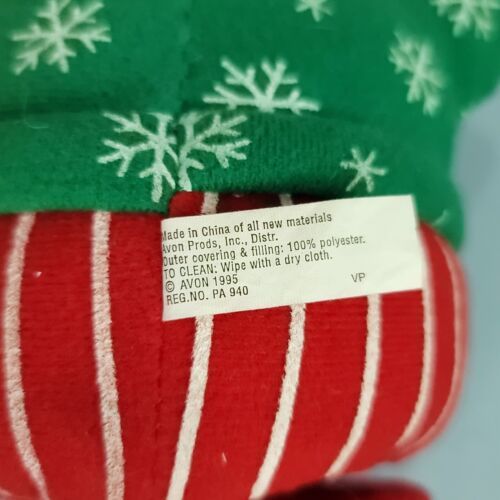 Made in China of all new materials
Avon Prods, Inc., Distr.
Outer covering & filling: 100% polyester.
TO CLEAN: Wipe with a dry cloth.
© AVON 1995 VP
REG.NO. PA 940